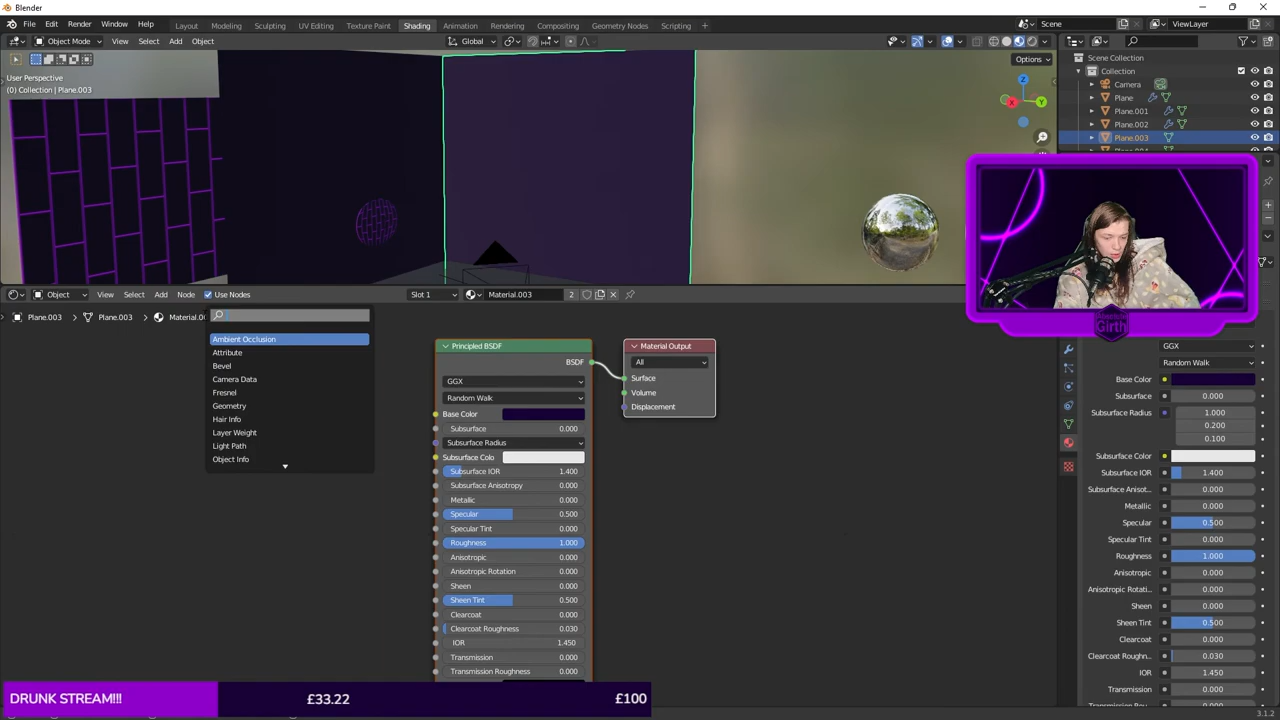 Blender
File Edit Render Window Help Layout Modeling Sculpting UV Editing Texture Paint Shading Animation Rendering Compositing Geometry Nodes Scripting + Scene ViewLayer
Object Mode View Select Add Object Global
Options
User Perspective
(0) Collection | Plane.003
X Y Z
Scene Collection
Collection
Camera
Plane
Plane.001
Plane.002
Plane.003
Object View Select Add Node Use Nodes Slot 1 Material.003 2
Plane.003 Plane.003 Material.00
Ambient Occlusion
Attribute
Bevel
Camera Data
Fresnel
Geometry
Hair Info
Layer Weight
Light Path
Object Info
Principled BSDF
BSDF
GGX
Random Walk
Base Color
Subsurface 0.000
Subsurface Radius
Subsurface Colo
Subsurface IOR 1.400
Subsurface Anisotropy 0.000
Metallic 0.000
Specular 0.500
Specular Tint 0.000
Roughness 1.000
Anisotropic 0.000
Anisotropic Rotation 0.000
Sheen 0.000
Sheen Tint 0.500
Clearcoat 0.000
Clearcoat Roughness 0.030
IOR 1.450
Transmission 0.000
Transmission Roughness 0.000
Material Output
All
Surface
Volume
Displacement
Girth
GGX
Random Walk
Base Color
Subsurface 0.000
Subsurface Radius 1.000
0.200
0.100
Subsurface Color
Subsurface IOR 1.400
Subsurface Anisot... 0.000
Metallic 0.000
Specular 0.500
Specular Tint 0.000
Roughness 1.000
Anisotropic 0.000
Anisotropic Rotati... 0.000
Sheen 0.000
Sheen Tint 0.500
Clearcoat 0.000
Clearcoat Roughn... 0.030
IOR 1.450
Transmission 0.000
DRUNK STREAM!!! £33.22 £100
3.1.2